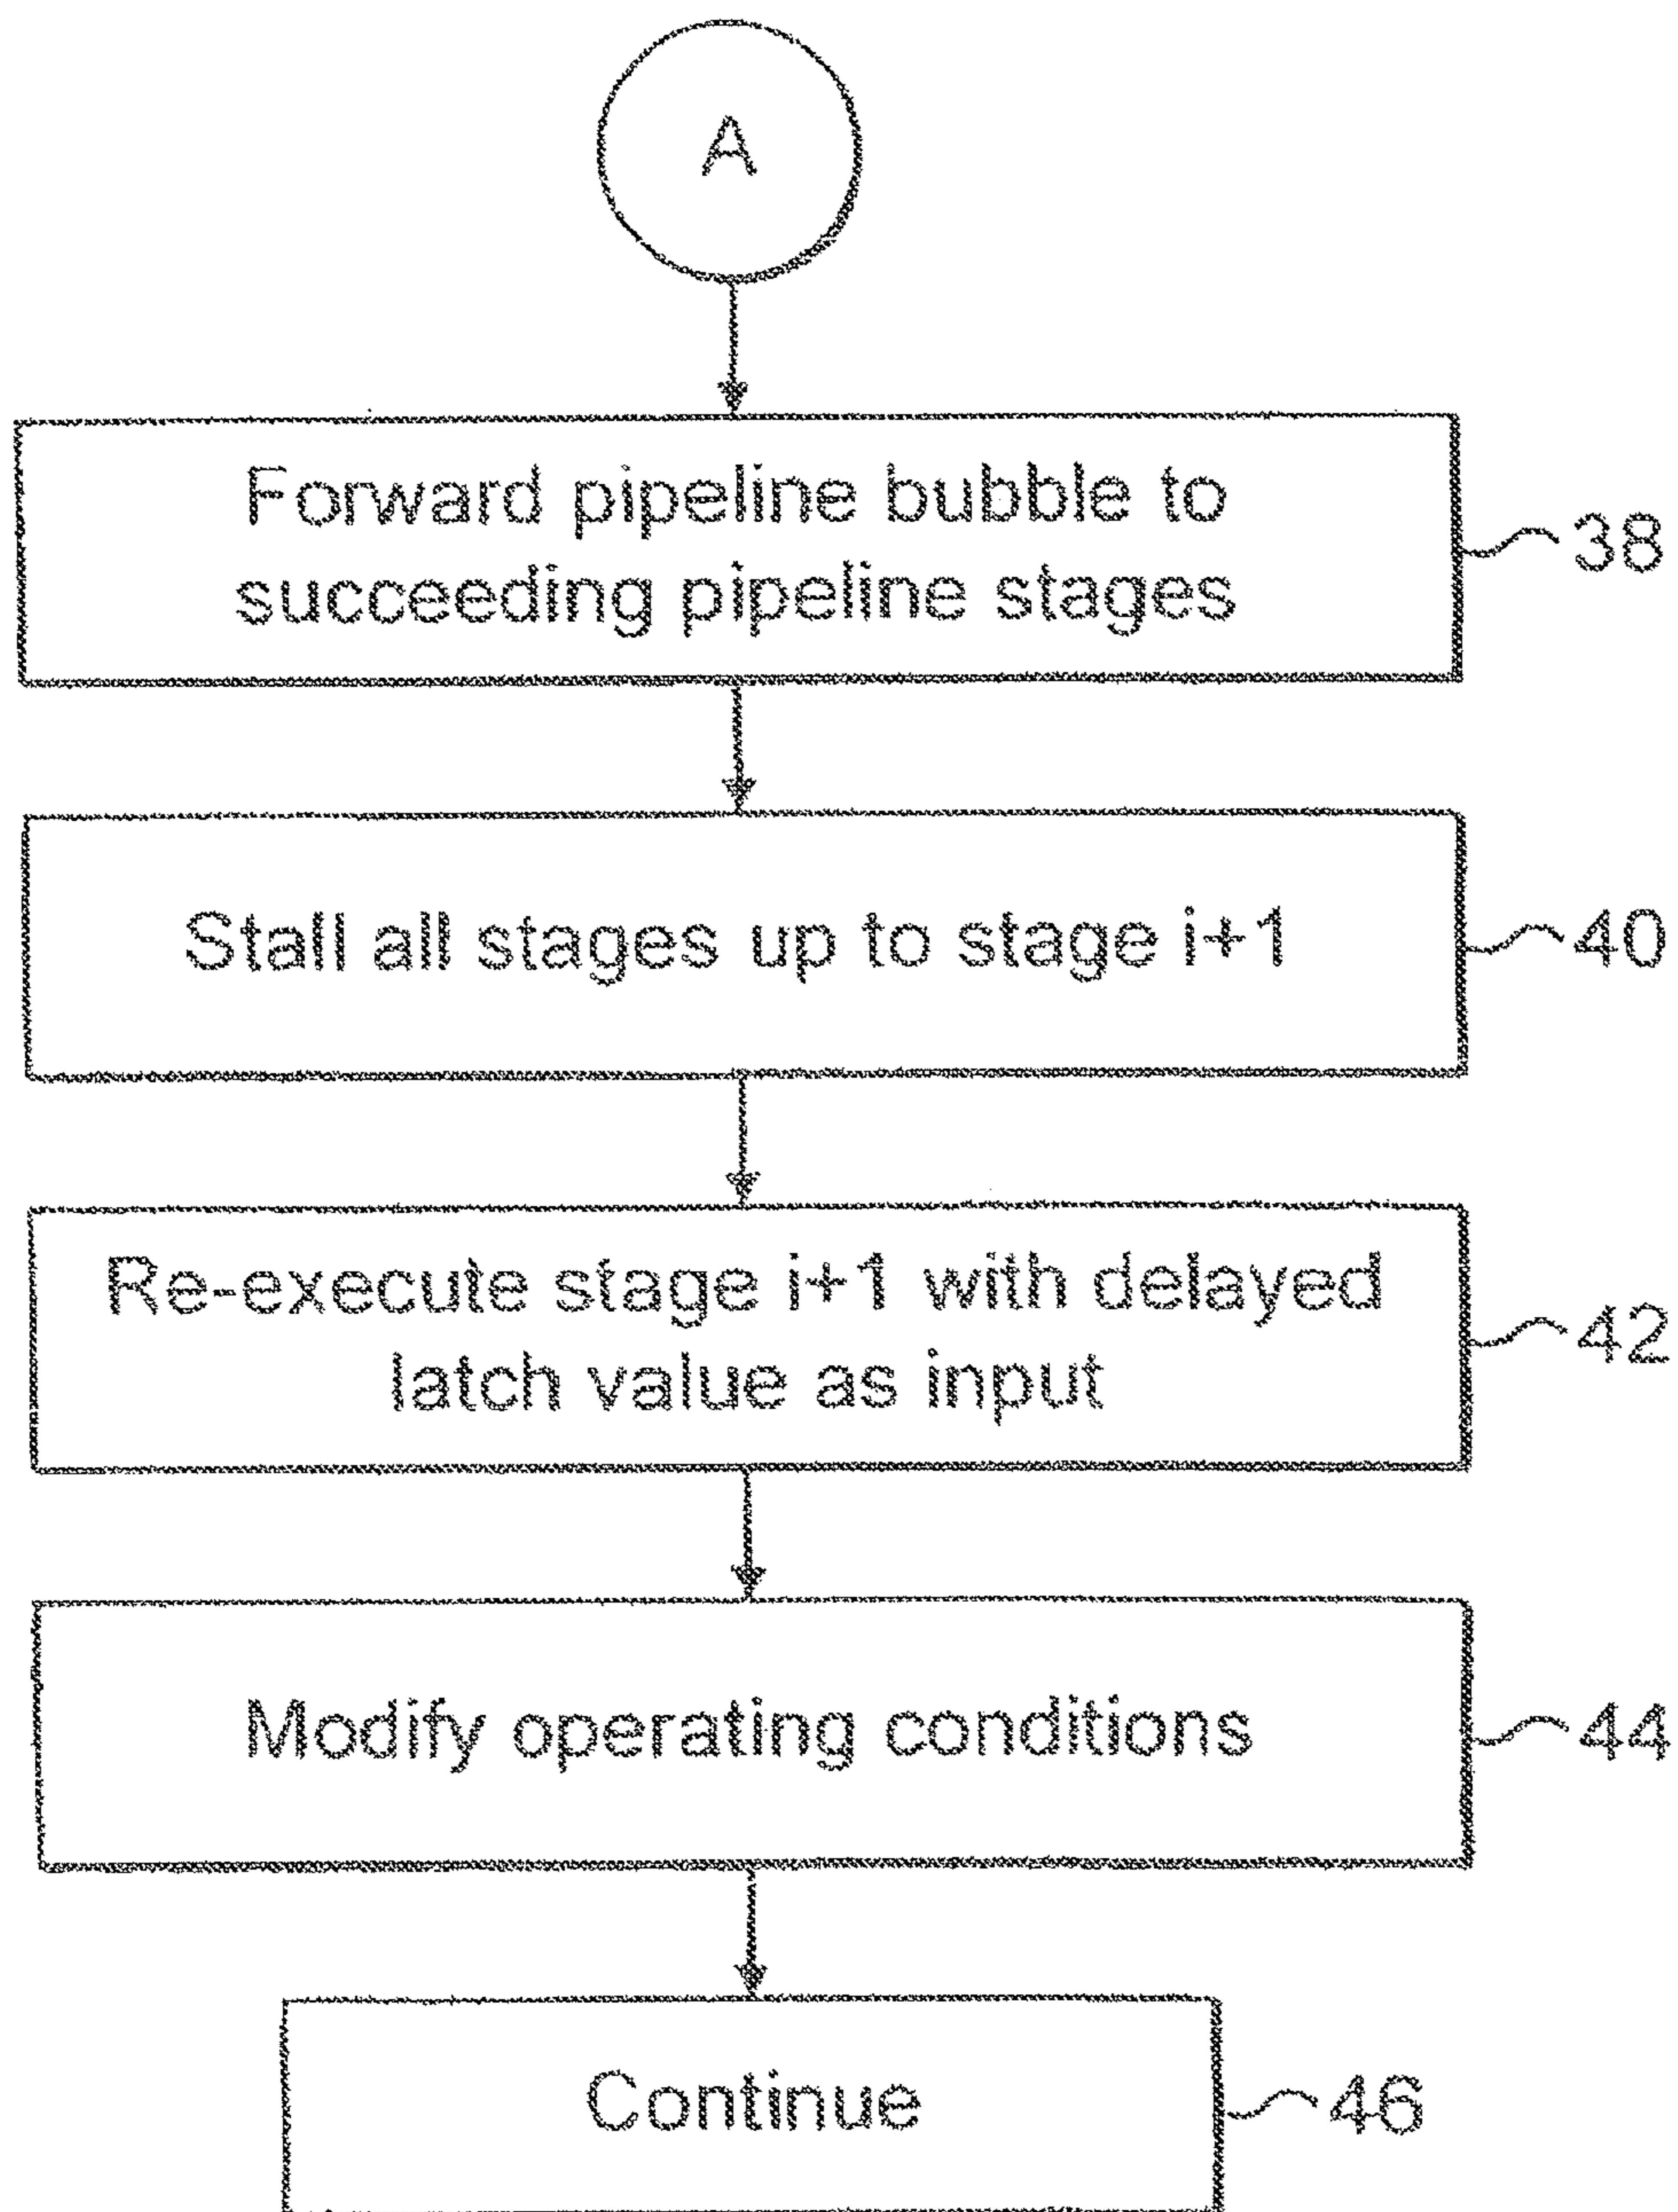 A
Forward pipeline bubble to
succeeding pipeline stages
38
Stall all stages up to stage i+1
40
Re-execute stage i+1 with delayed
latch value as input
42
Modify operating conditions
44
Continue
46